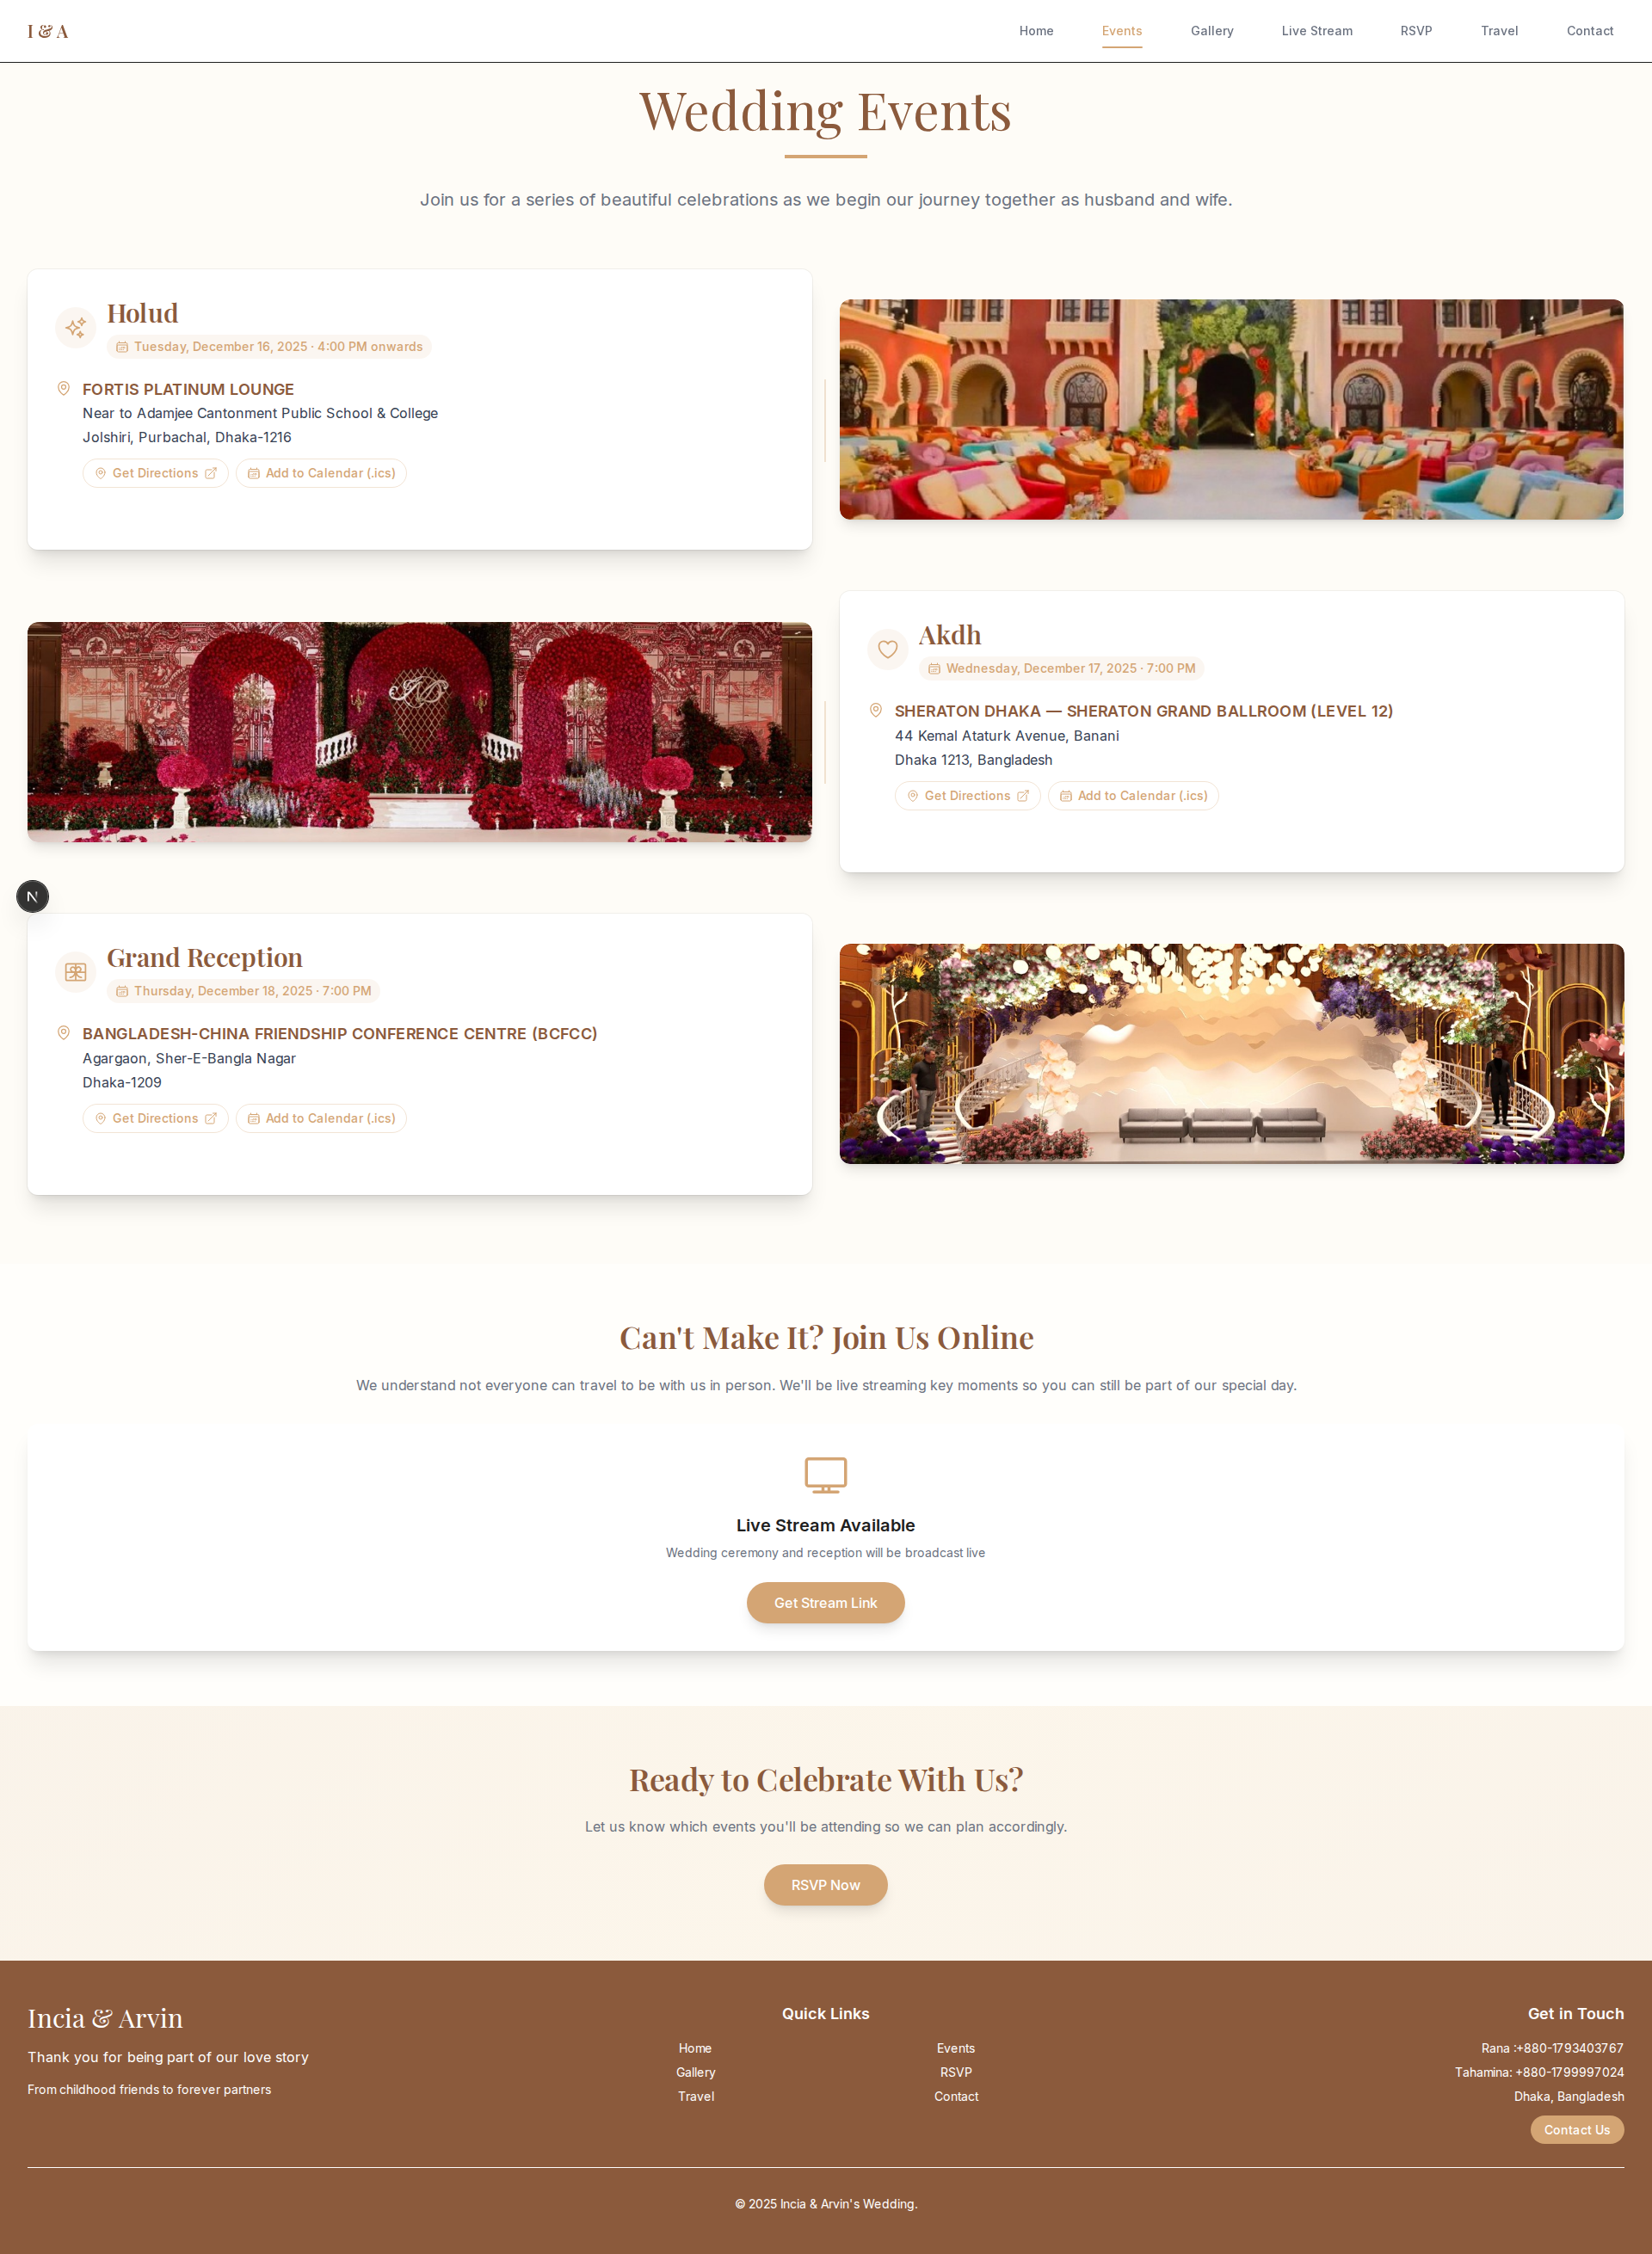 I & A
Home
Events
Gallery
Live Stream
RSVP
Travel
Contact
Wedding Events
Join us for a series of beautiful celebrations as we begin our journey together as husband and wife.
Holud
Tuesday, December 16, 2025 · 4:00 PM onwards
FORTIS PLATINUM LOUNGE
Near to Adamjee Cantonment Public School & College
Jolshiri, Purbachal, Dhaka-1216
Get Directions
Add to Calendar (.ics)
Akdh
Wednesday, December 17, 2025 · 7:00 PM
SHERATON DHAKA — SHERATON GRAND BALLROOM (LEVEL 12)
44 Kemal Ataturk Avenue, Banani
Dhaka 1213, Bangladesh
Get Directions
Add to Calendar (.ics)
N
Grand Reception
Thursday, December 18, 2025 · 7:00 PM
BANGLADESH-CHINA FRIENDSHIP CONFERENCE CENTRE (BCFCC)
Agargaon, Sher-E-Bangla Nagar
Dhaka-1209
Get Directions
Add to Calendar (.ics)
Can't Make It? Join Us Online
We understand not everyone can travel to be with us in person. We'll be live streaming key moments so you can still be part of our special day.
Live Stream Available
Wedding ceremony and reception will be broadcast live
Get Stream Link
Ready to Celebrate With Us?
Let us know which events you'll be attending so we can plan accordingly.
RSVP Now
Incia & Arvin
Thank you for being part of our love story
From childhood friends to forever partners
Quick Links
Home
Events
Gallery
RSVP
Travel
Contact
Get in Touch
Rana :+880-1793403767
Tahamina: +880-1799997024
Dhaka, Bangladesh
Contact Us
© 2025 Incia & Arvin's Wedding.